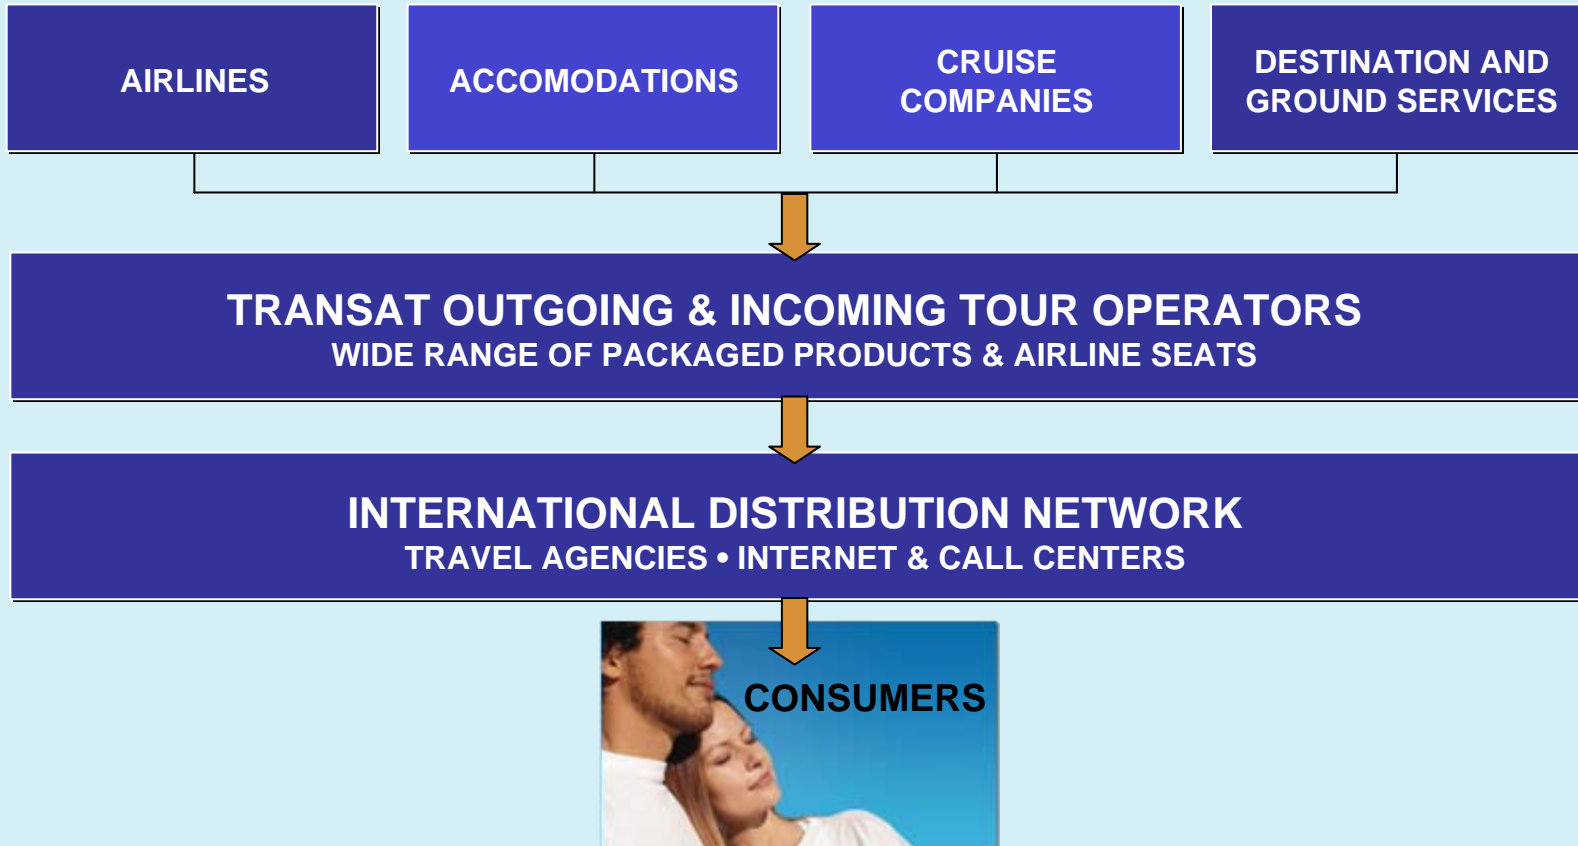 AIRLINES
ACCOMODATIONS
CRUISE
COMPANIES
DESTINATION AND
GROUND SERVICES
TRANSAT OUTGOING & INCOMING TOUR OPERATORS
WIDE RANGE OF PACKAGED PRODUCTS & AIRLINE SEATS
INTERNATIONAL DISTRIBUTION NETWORK
TRAVEL AGENCIES • INTERNET & CALL CENTERS
CONSUMERS